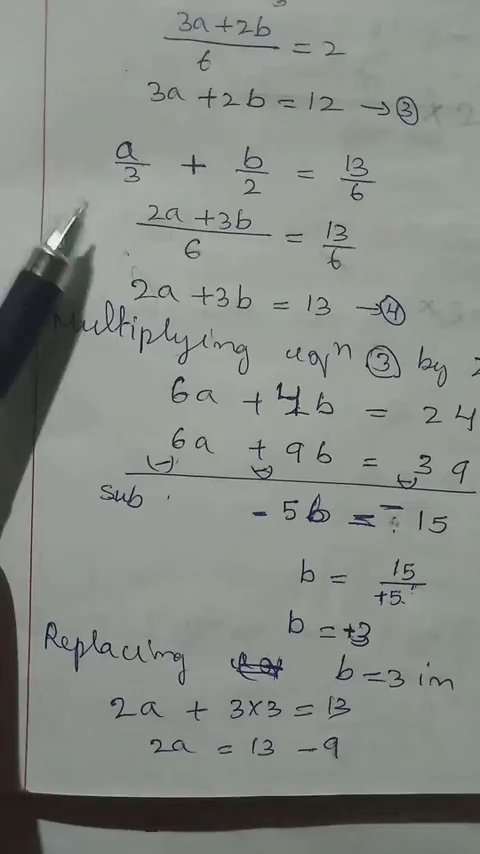 3a+2b / 6 = 2
3a + 2b = 12 → ③ × 2
a/3 + b/2 = 13/6
2a + 3b / 6 = 13/6
2a + 3b = 13 → ④ ×
Multiplying eqⁿ ③ by 2
6a + 4b = 24
6a + 9b = 39
(-) (-) (-)
Sub - 5b = - 15
b = 15 / +5
b = +3
Replacing b = 3 in
2a + 3×3 = 13
2a = 13 - 9